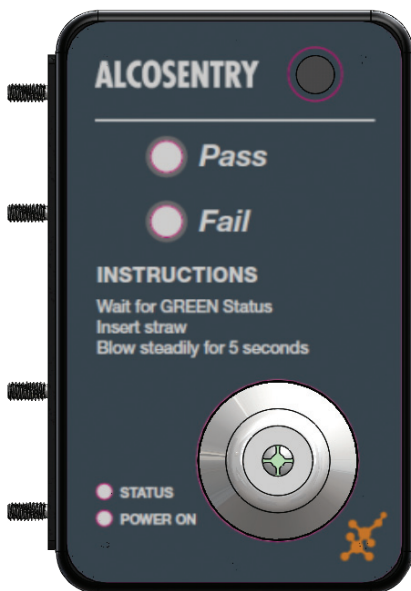 ALCOSENTRY
Pass
Fail
INSTRUCTIONS
Wait for GREEN Status
Insert straw
Blow steadily for 5 seconds
STATUS
POWER ON